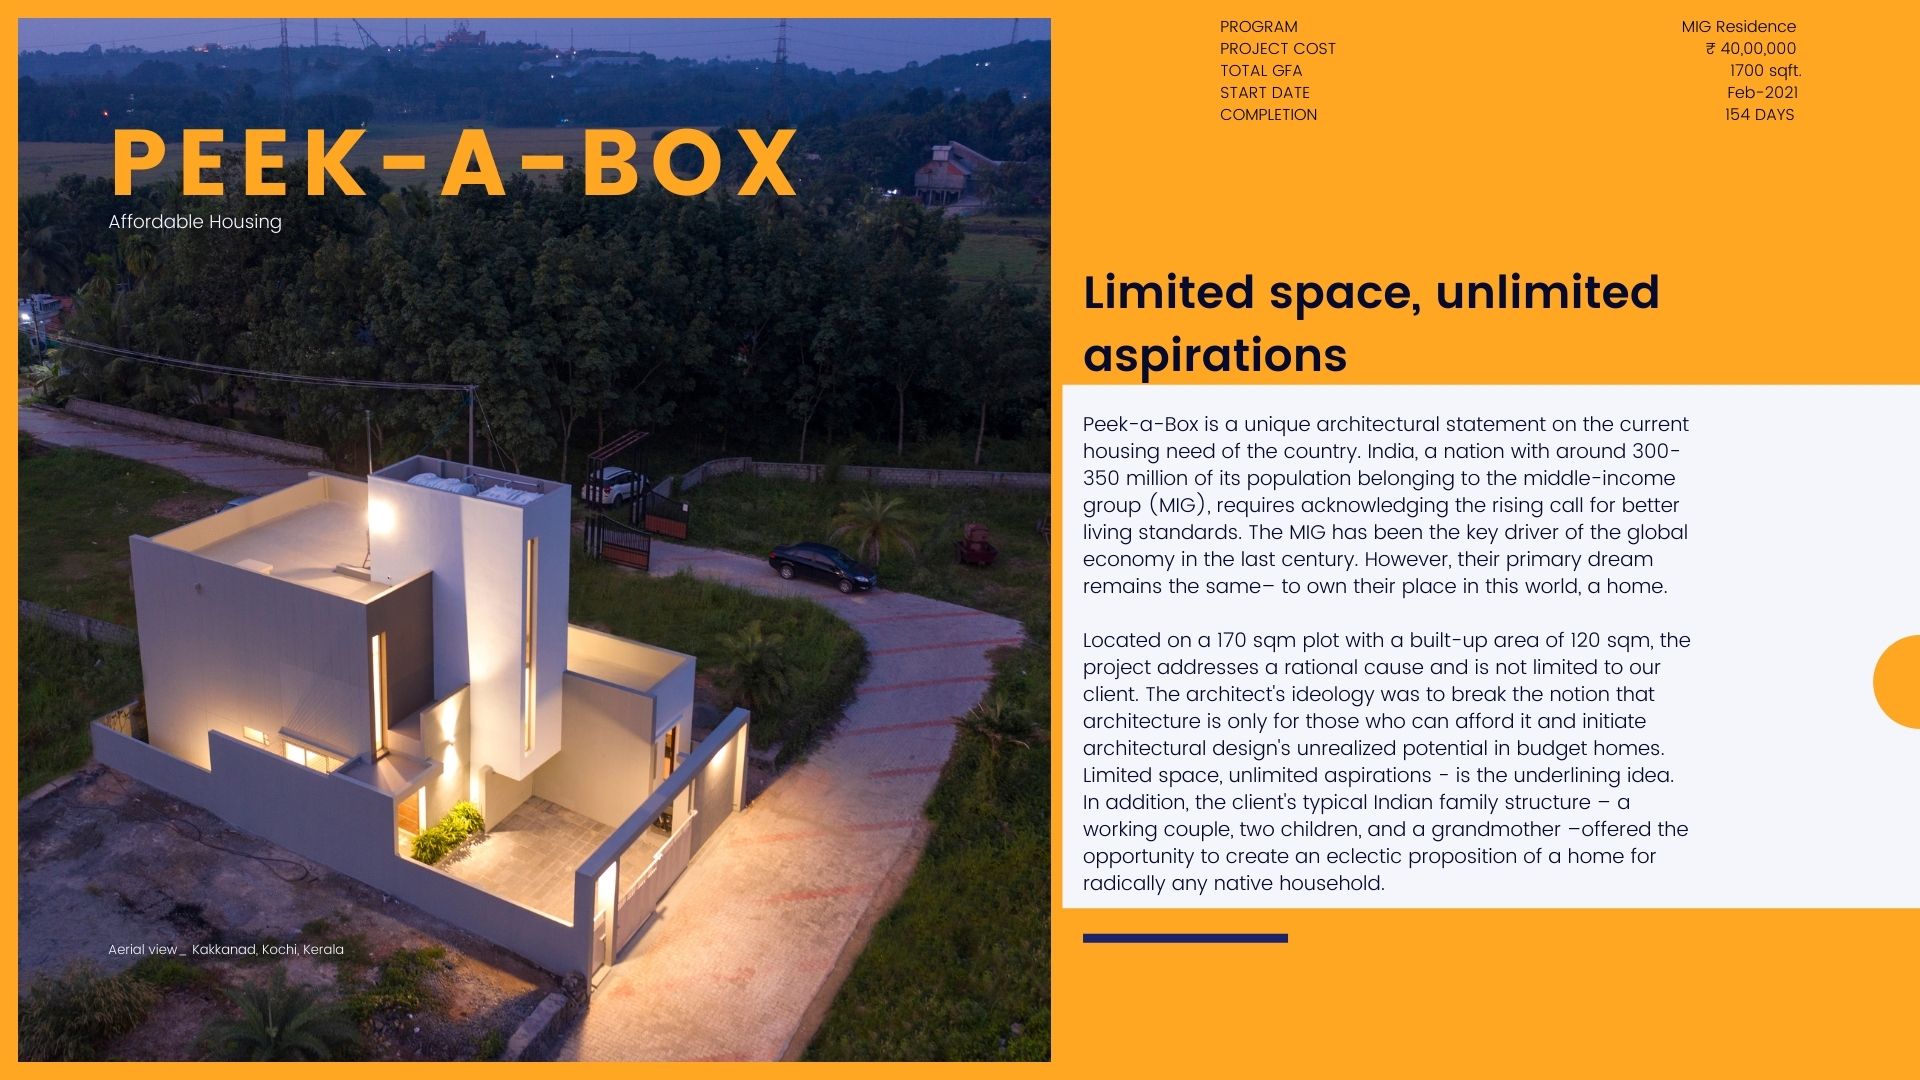 PEEK-A-BOX
Affordable Housing
Aerial view_ Kakkanad, Kochi, Kerala
PROGRAM MIG Residence
PROJECT COST ₹ 40,00,000
TOTAL GFA 1700 sqft.
START DATE Feb-2021
COMPLETION 154 DAYS
Limited space, unlimited
aspirations
Peek-a-Box is a unique architectural statement on the current
housing need of the country. India, a nation with around 300-
350 million of its population belonging to the middle-income
group (MIG), requires acknowledging the rising call for better
living standards. The MIG has been the key driver of the global
economy in the last century. However, their primary dream
remains the same– to own their place in this world, a home.
Located on a 170 sqm plot with a built-up area of 120 sqm, the
project addresses a rational cause and is not limited to our
client. The architect's ideology was to break the notion that
architecture is only for those who can afford it and initiate
architectural design's unrealized potential in budget homes.
Limited space, unlimited aspirations - is the underlining idea.
In addition, the client's typical Indian family structure – a
working couple, two children, and a grandmother –offered the
opportunity to create an eclectic proposition of a home for
radically any native household.